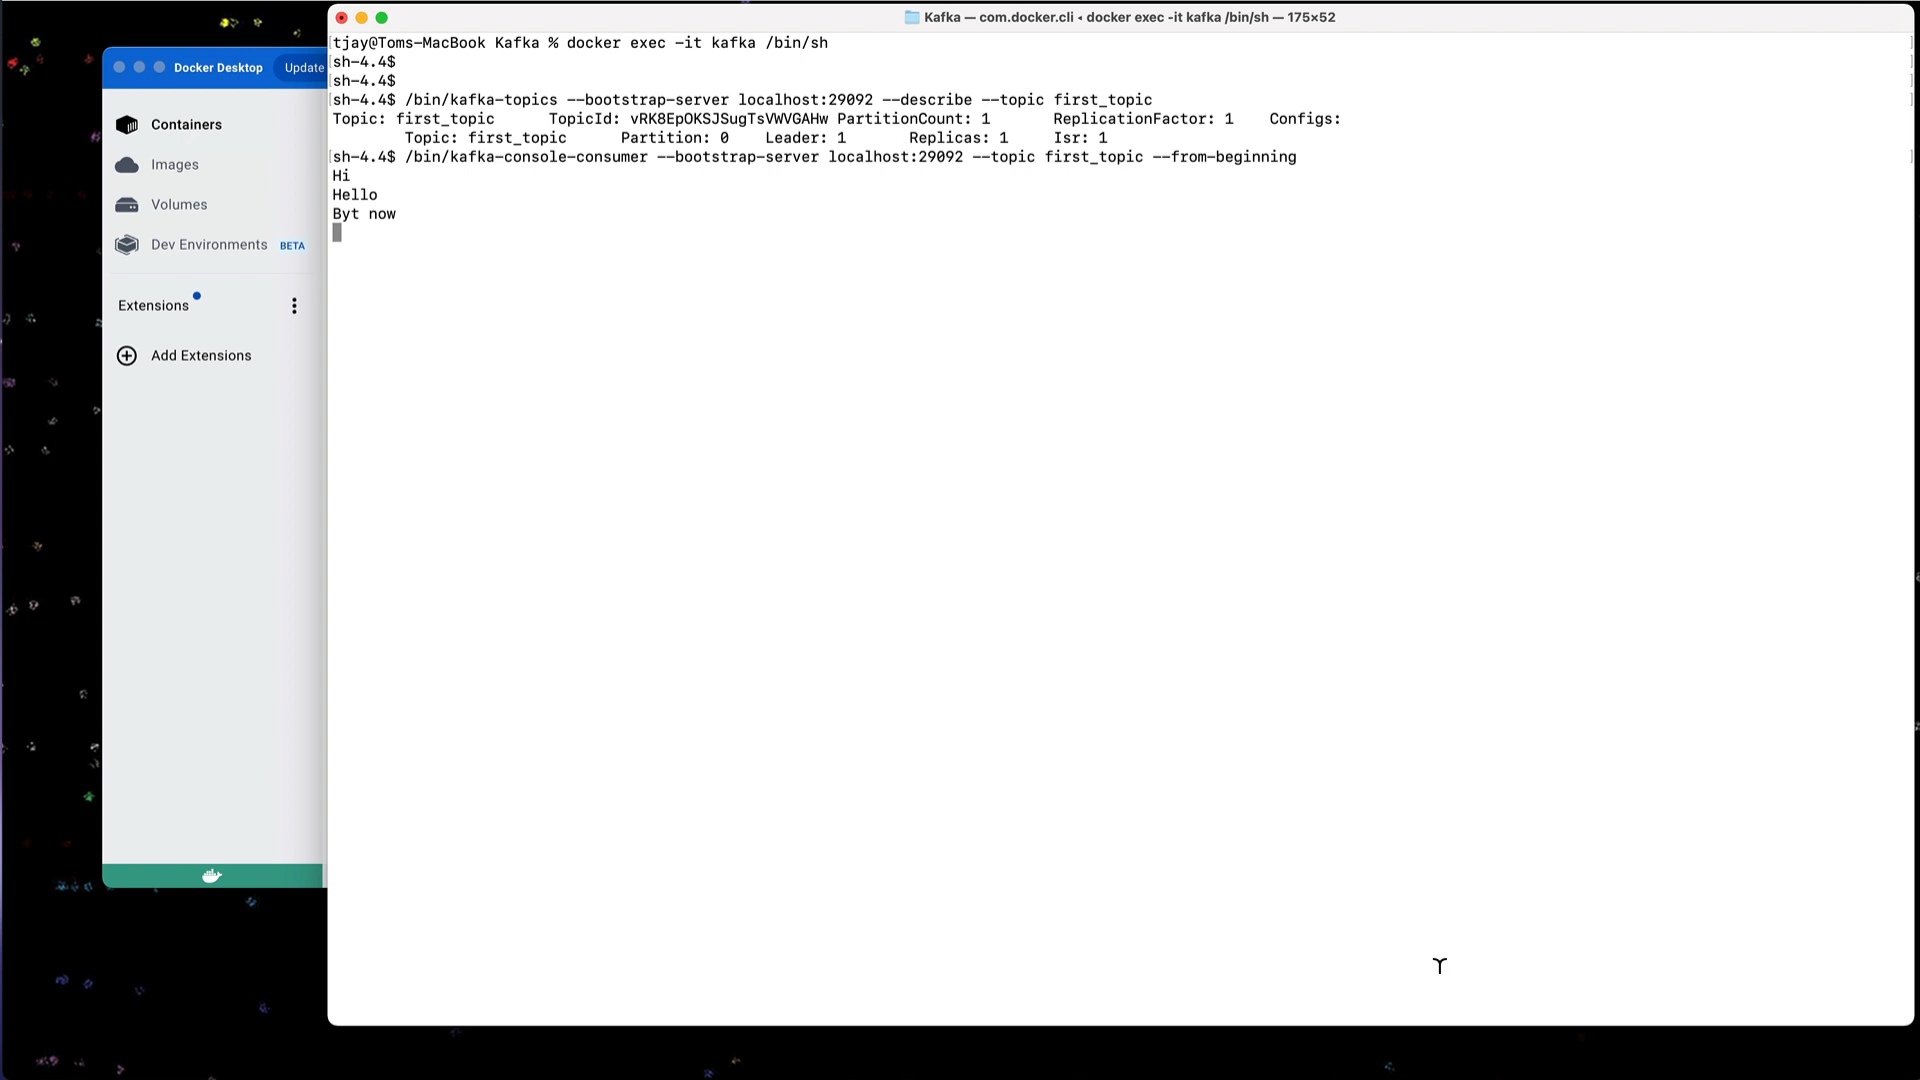 Kafka — com.docker.cli ◂ docker exec -it kafka /bin/sh — 175×52
tjay@Toms-MacBook Kafka % docker exec -it kafka /bin/sh
sh-4.4$
sh-4.4$
sh-4.4$ /bin/kafka-topics --bootstrap-server localhost:29092 --describe --topic first_topic
Topic: first_topic TopicId: vRK8EpOKSJSugTsVWVGAHw PartitionCount: 1 ReplicationFactor: 1 Configs:
Topic: first_topic Partition: 0 Leader: 1 Replicas: 1 Isr: 1
sh-4.4$ /bin/kafka-console-consumer --bootstrap-server localhost:29092 --topic first_topic --from-beginning
Hi
Hello
Byt now
Docker Desktop Update
Containers
Images
Volumes
Dev Environments BETA
Extensions
Add Extensions